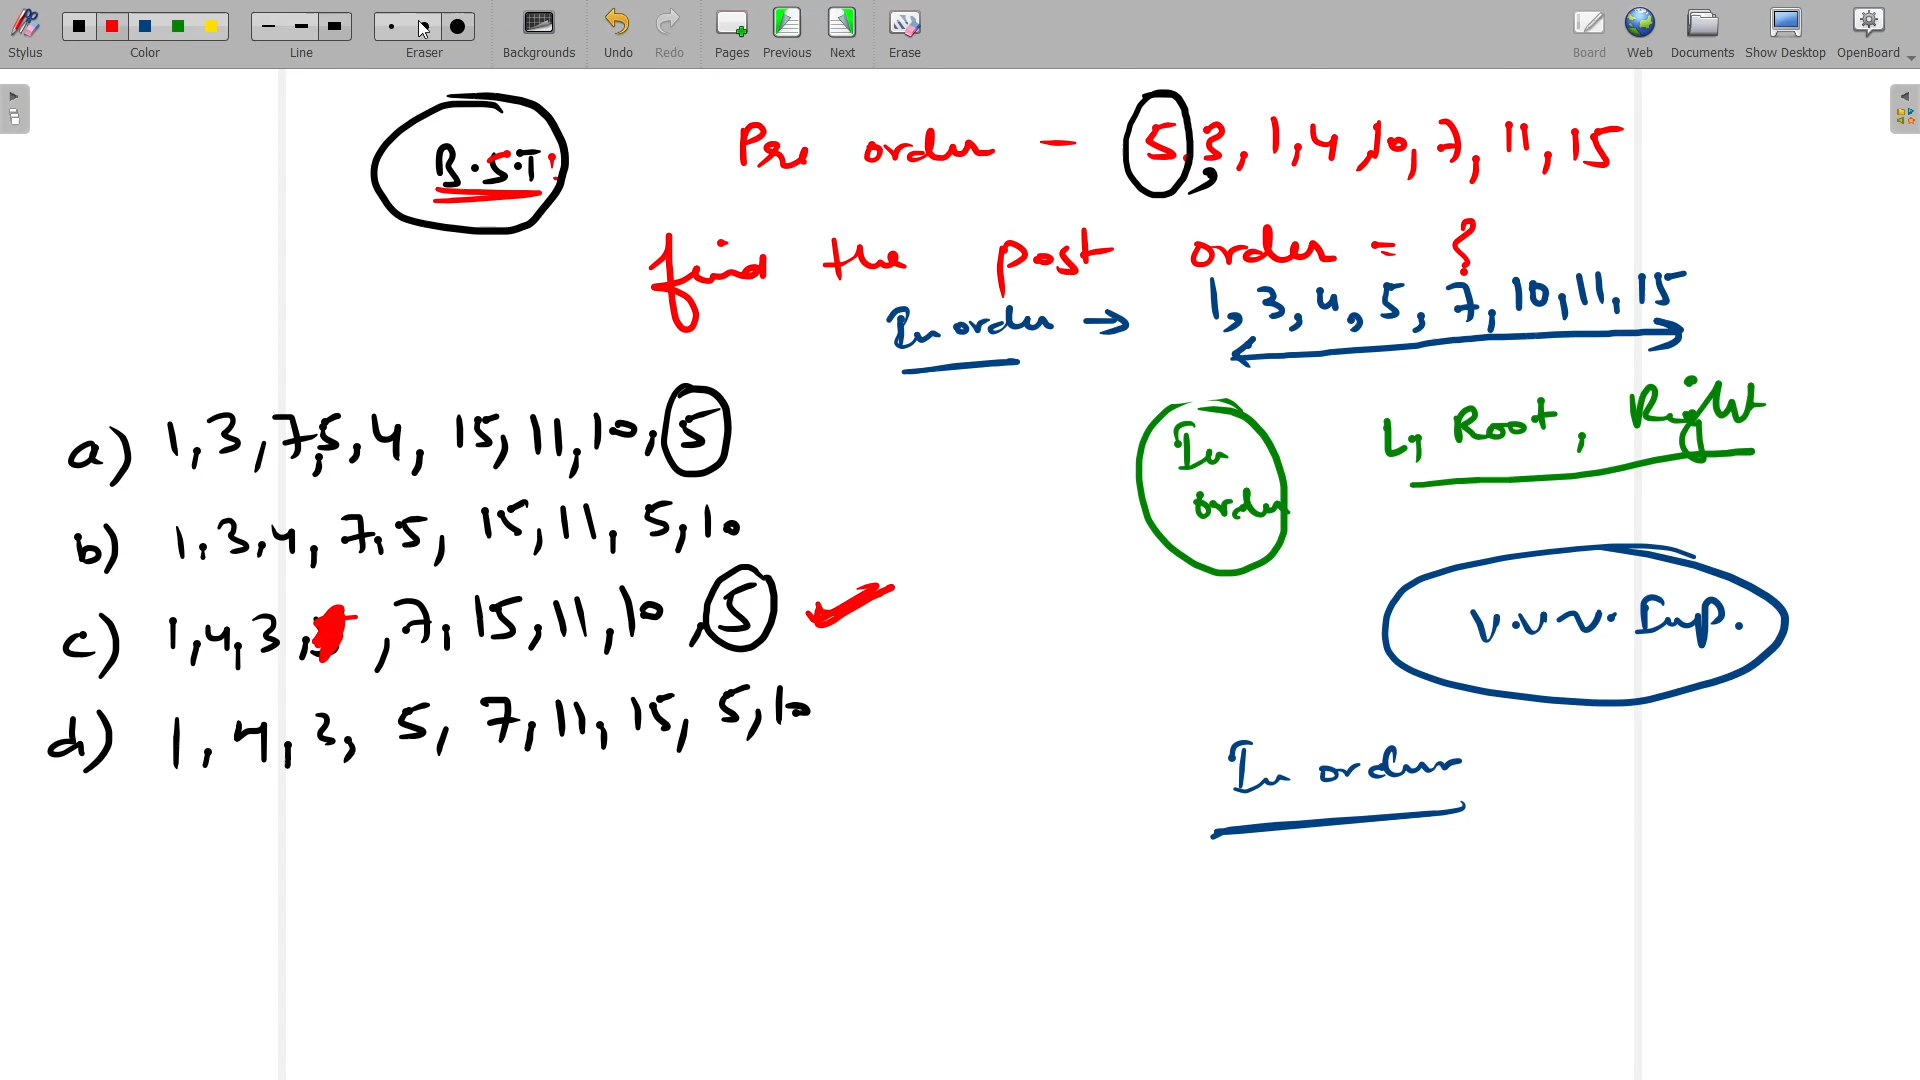 Stylus Color Line Eraser Backgrounds Undo Redo Pages Previous Next Erase Board Web Documents Show Desktop OpenBoard
B.S.T!
Pre order - 5, 3, 1, 4, 10, 7, 11, 15
find the post order = ?
In order → 1, 3, 4, 5, 7, 10, 11, 15
a) 1, 3, 7, 5, 4, 15, 11, 10, 5
In order
L, Root, Right
b) 1, 3, 4, 7, 5, 15, 11, 5, 10
c) 1, 4, 3, , 7, 15, 11, 10, 5
V.V.V. Imp.
d) 1, 4, 3, 5, 7, 11, 15, 5, 10
In order